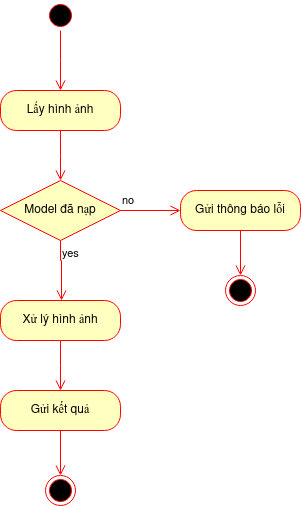 Lấy hình ảnh
Model đã nạp
no
Gửi thông báo lỗi
yes
Xử lý hình ảnh
Gửi kết quả